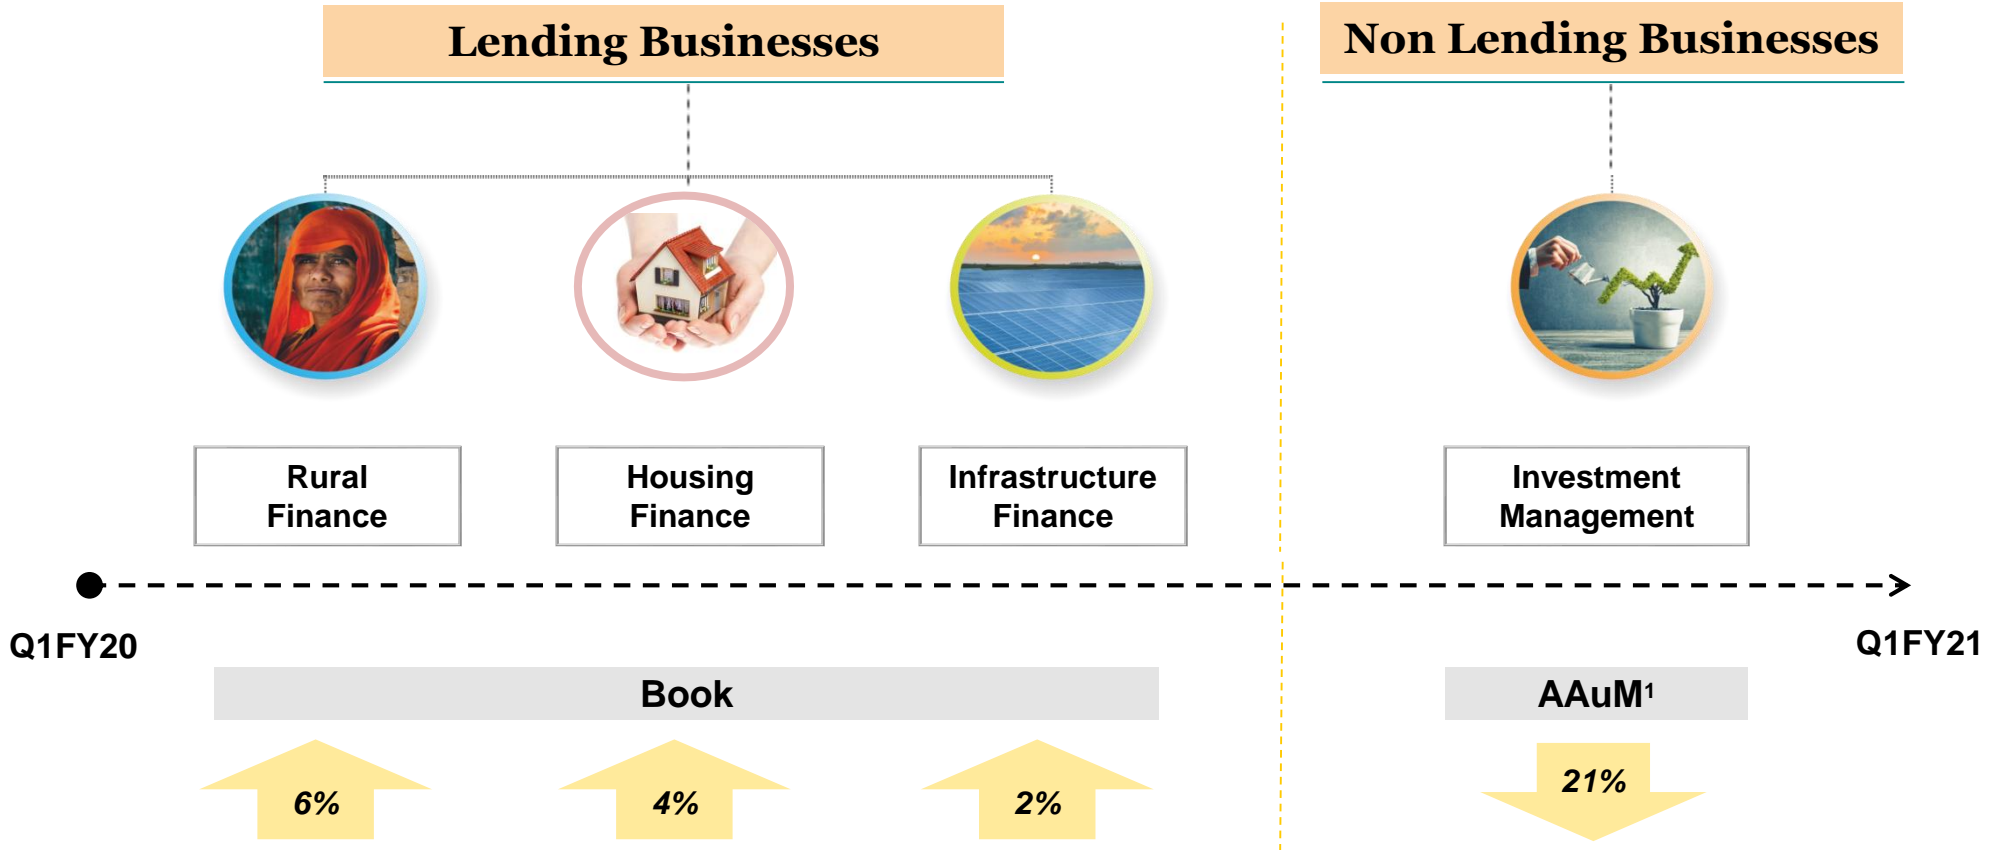 Lending Businesses
Non Lending Businesses
Rural
Finance
Housing
Finance
Infrastructure
Finance
Investment
Management
Q1FY20
Q1FY21
Book
AAuM¹
6%
4%
2%
21%